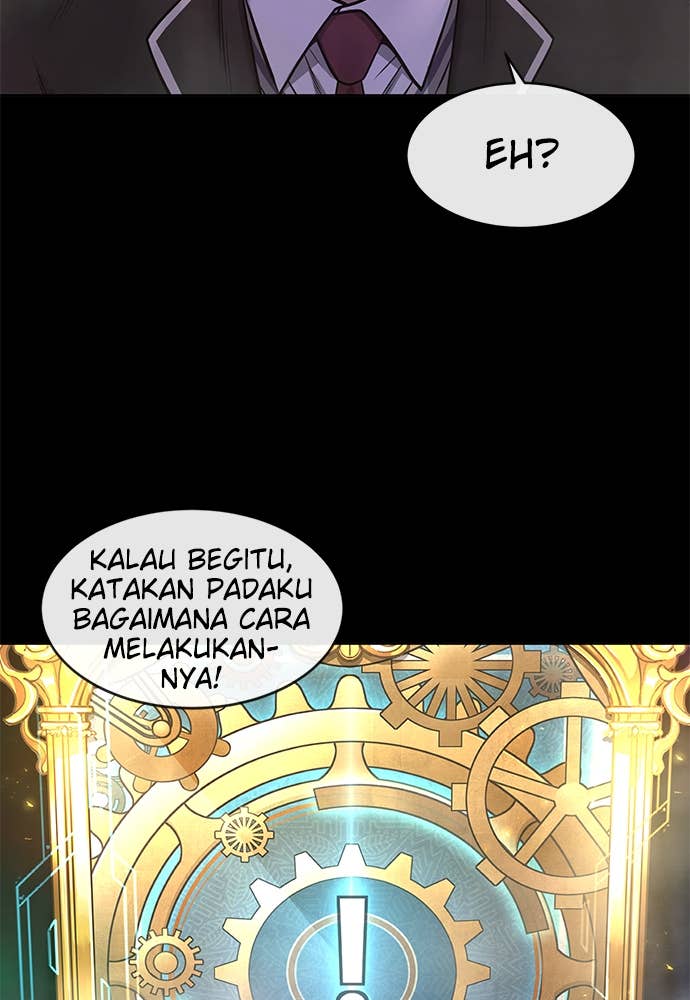 EH?
KALAU BEGITU,
KATAKAN PADAKU
BAGAIMANA CARA
MELAKUKAN-
NYA!
!